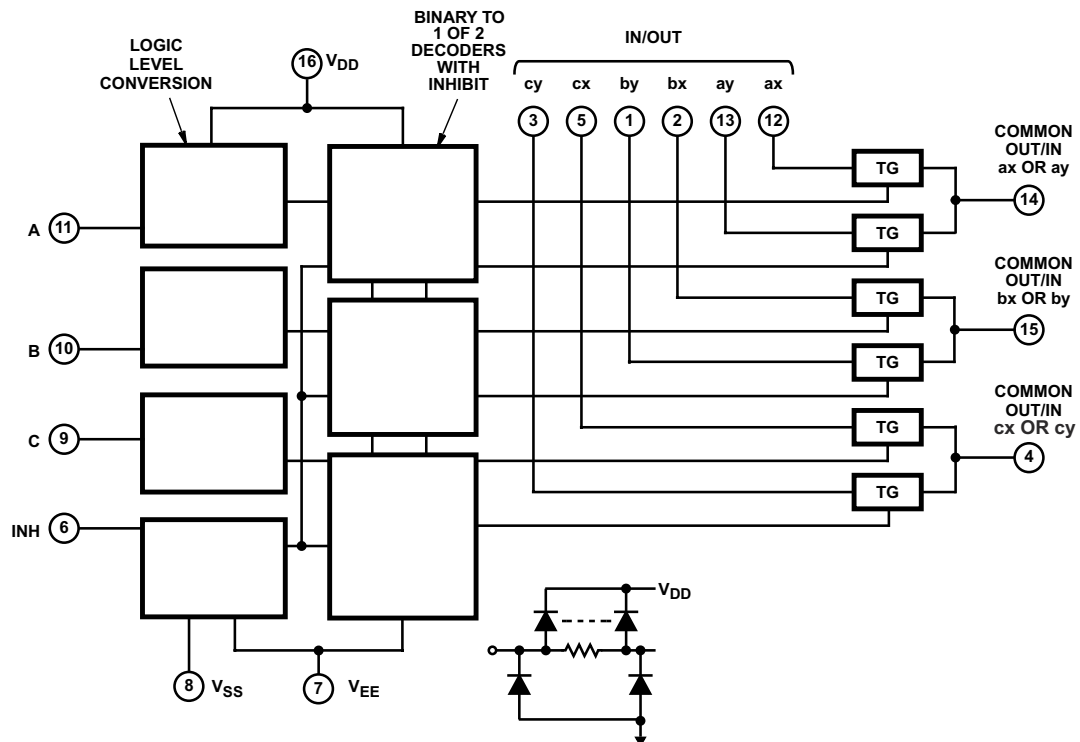 LOGIC
LEVEL
CONVERSION
16 VDD
BINARY TO
1 OF 2
DECODERS
WITH
INHIBIT
IN/OUT
cy cx by bx ay ax
3 5 1 2 13 12
COMMON
OUT/IN
ax OR ay
14
TG
TG
A 11
COMMON
OUT/IN
bx OR by
15
TG
TG
B 10
COMMON
OUT/IN
cx OR cy
4
TG
TG
C 9
INH 6
8 VSS
7 VEE
VDD